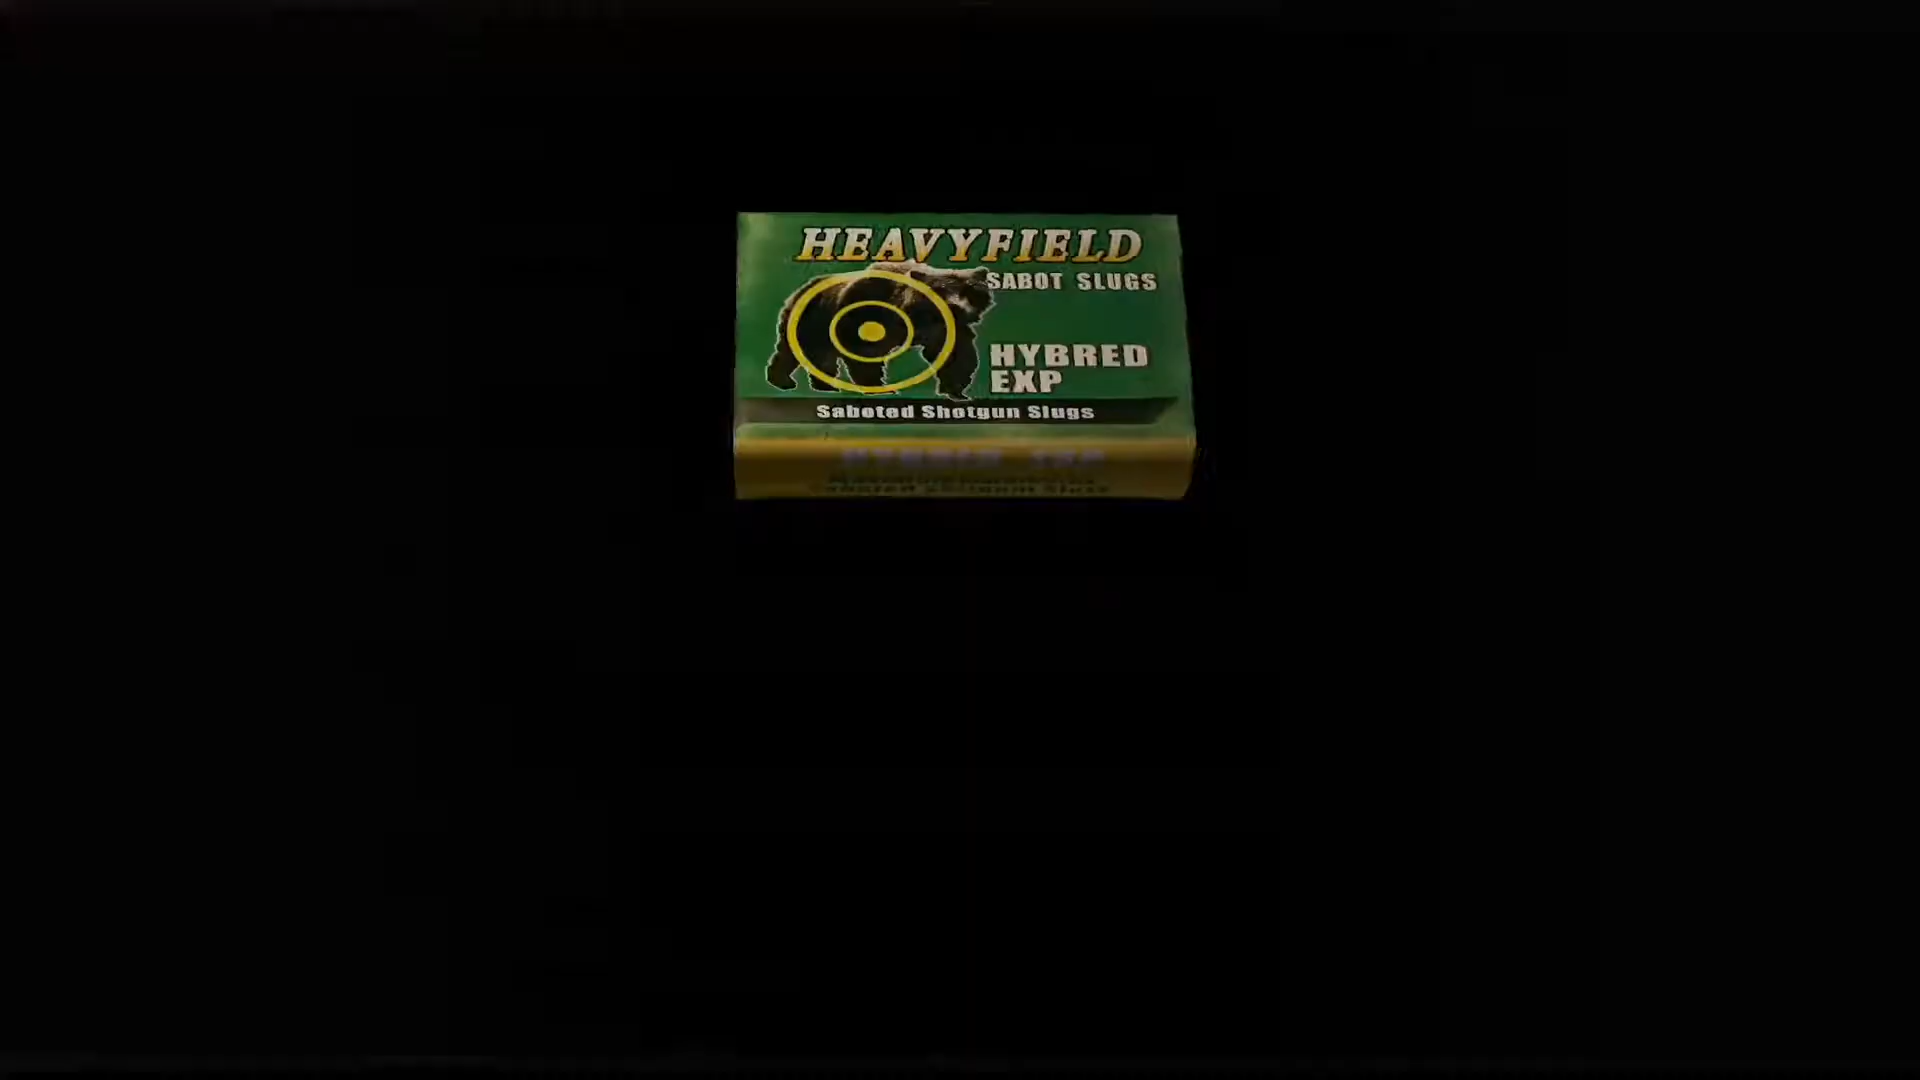 HEAVYFIELD
SABOT SLUGS
HYBRED
EXP
Saboted Shotgun Slugs